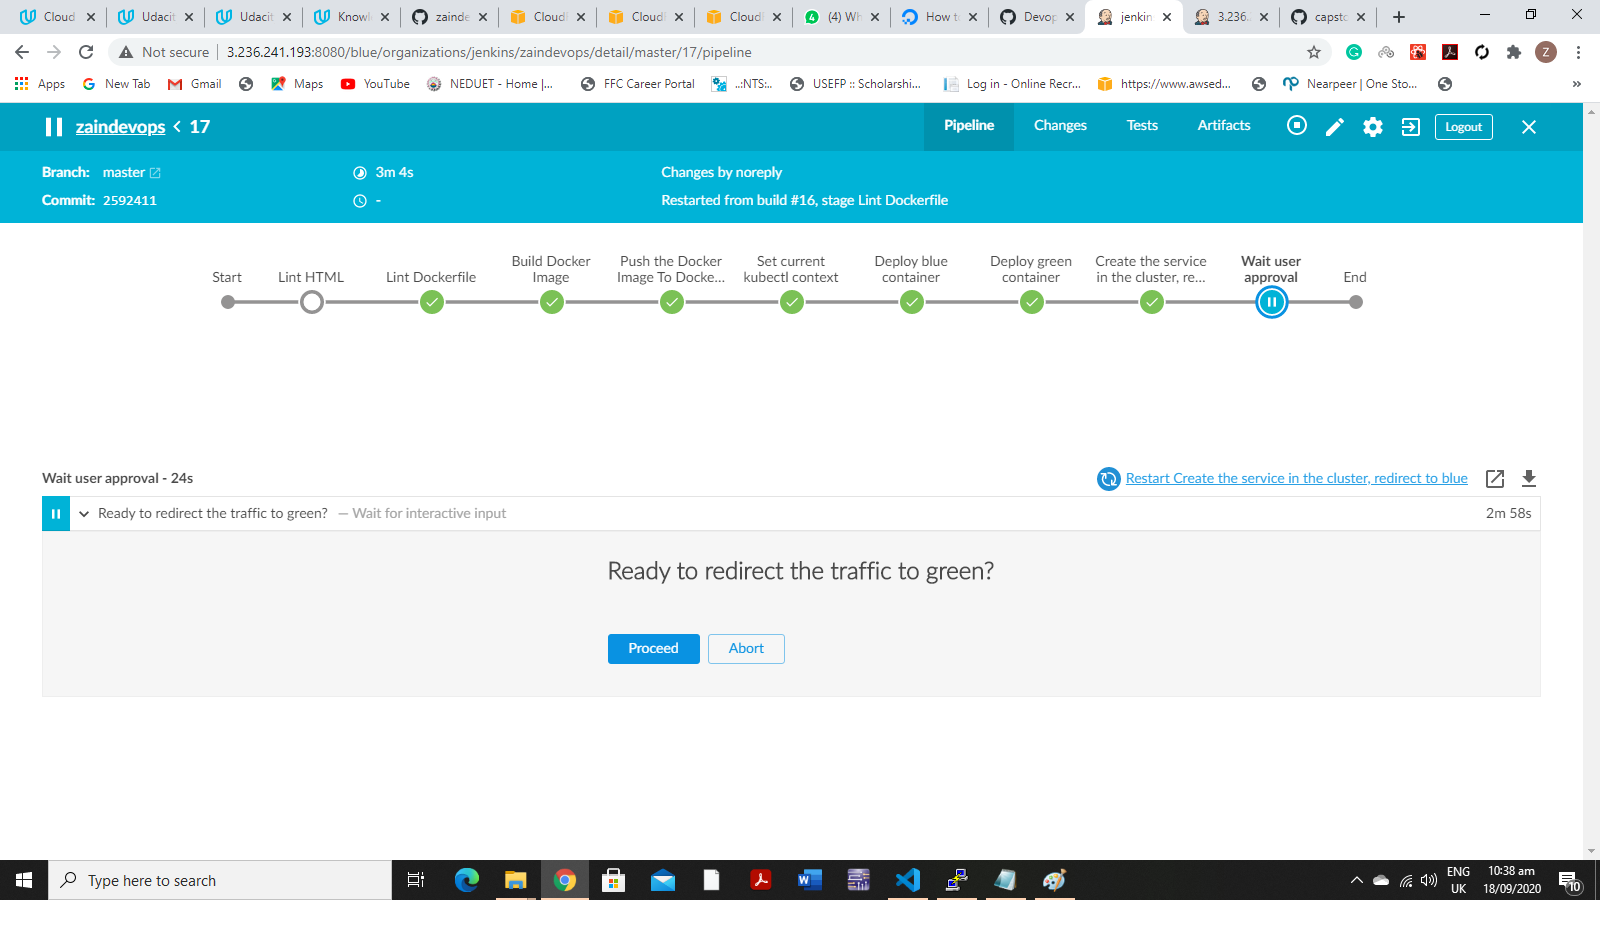 Cloud
Udacit
Udacit
Knowl
zainde
Cloud
Cloud
Cloud
(4) Wh
How t
Devop
jenkin
3.236.
capsto
Not secure
3.236.241.193:8080/blue/organizations/jenkins/zaindevops/detail/master/17/pipeline
Z
Apps
New Tab
Gmail
Maps
YouTube
NEDUET - Home |...
FFC Career Portal
..:NTS:..
USEFP :: Scholarshi...
Log in - Online Recr...
https://www.awsed...
Nearpeer | One Sto...
»
zaindevops < 17
Pipeline
Changes
Tests
Artifacts
Logout
Branch: master
3m 4s
Changes by noreply
Commit: 2592411
-
Restarted from build #16, stage Lint Dockerfile
Start
Lint HTML
Lint Dockerfile
Build Docker
Image
Push the Docker
Image To Docke...
Set current
kubectl context
Deploy blue
container
Deploy green
container
Create the service
in the cluster, re...
Wait user
approval
End
Wait user approval - 24s
Restart Create the service in the cluster, redirect to blue
Ready to redirect the traffic to green? — Wait for interactive input
2m 58s
Ready to redirect the traffic to green?
Proceed
Abort
Type here to search
ENG
UK
10:38 am
18/09/2020
10